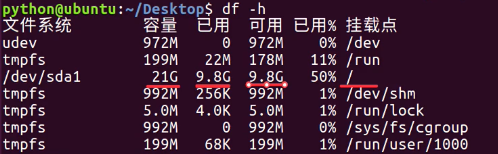 python@ubuntu:~/Desktop$ df -h
文件系统 容量 已用 可用 已用% 挂载点
udev 972M 0 972M 0% /dev
tmpfs 199M 22M 178M 11% /run
/dev/sda1 21G 9.8G 9.8G 50% /
tmpfs 992M 256K 992M 1% /dev/shm
tmpfs 5.0M 4.0K 5.0M 1% /run/lock
tmpfs 992M 0 992M 0% /sys/fs/cgroup
tmpfs 199M 68K 199M 1% /run/user/1000